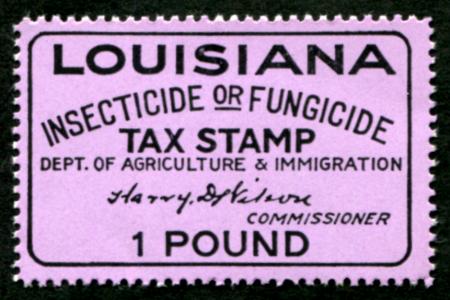 LOUISIANA
INSECTICIDE OR FUNGICIDE
TAX STAMP
DEPT. OF AGRICULTURE & IMMIGRATION
Harry D. Wilson
COMMISSIONER
1 POUND